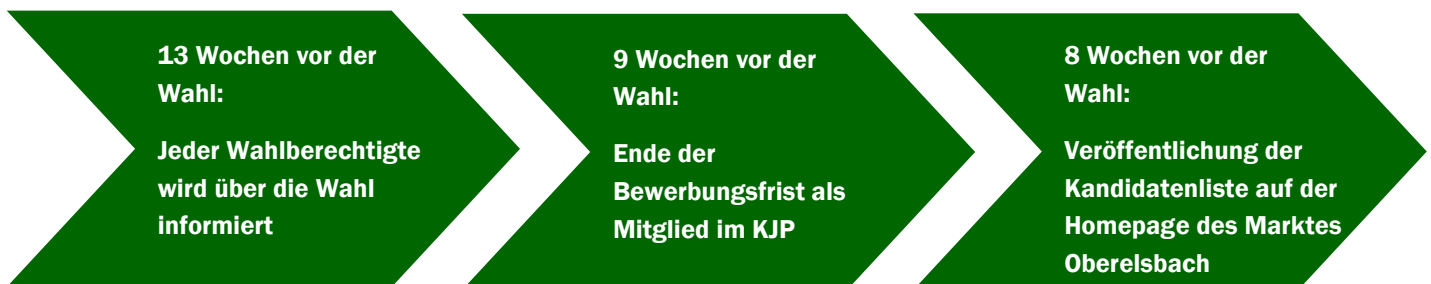 13 Wochen vor der
Wahl:
Jeder Wahlberechtigte
wird über die Wahl
informiert
9 Wochen vor der
Wahl:
Ende der
Bewerbungsfrist als
Mitglied im KJP
8 Wochen vor der
Wahl:
Veröffentlichung der
Kandidatenliste auf der
Homepage des Marktes
Oberelsbach